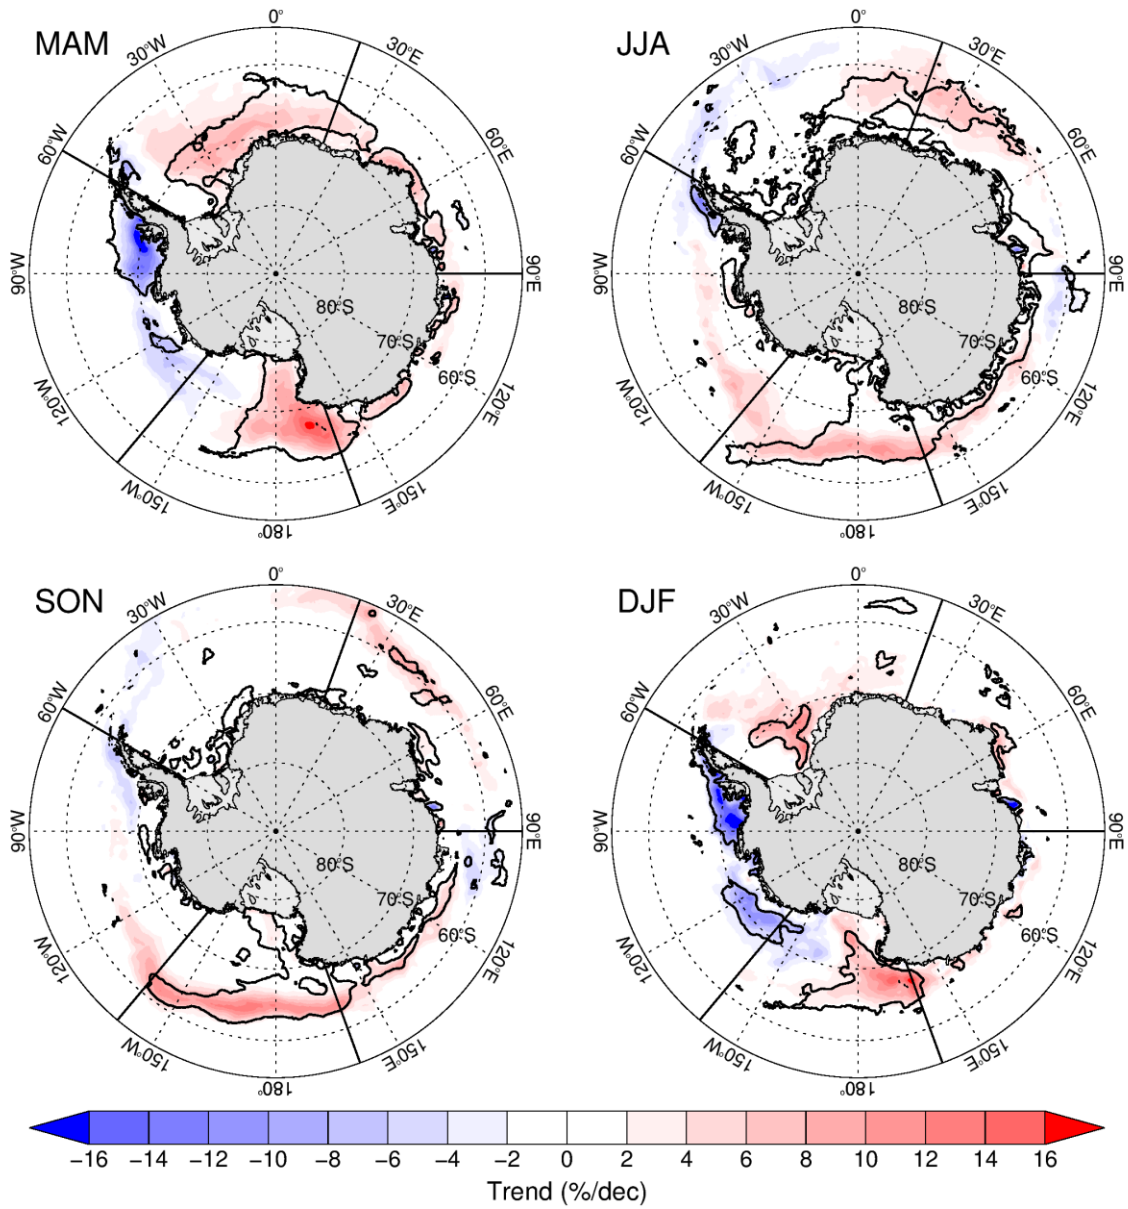 MAM
0°
30°E
60°E
90°E
120°E
150°E
180°
150°W
120°W
90°W
60°W
30°W
80°S
70°S
60°S
JJA
0°
30°E
60°E
90°E
120°E
150°E
180°
150°W
120°W
90°W
60°W
30°W
80°S
70°S
60°S
SON
0°
30°E
60°E
90°E
120°E
150°E
180°
150°W
120°W
90°W
60°W
30°W
80°S
70°S
60°S
DJF
0°
30°E
60°E
90°E
120°E
150°E
180°
150°W
120°W
90°W
60°W
30°W
80°S
70°S
60°S
−16 −14 −12 −10 −8 −6 −4 −2 0 2 4 6 8 10 12 14 16
Trend (%/dec)